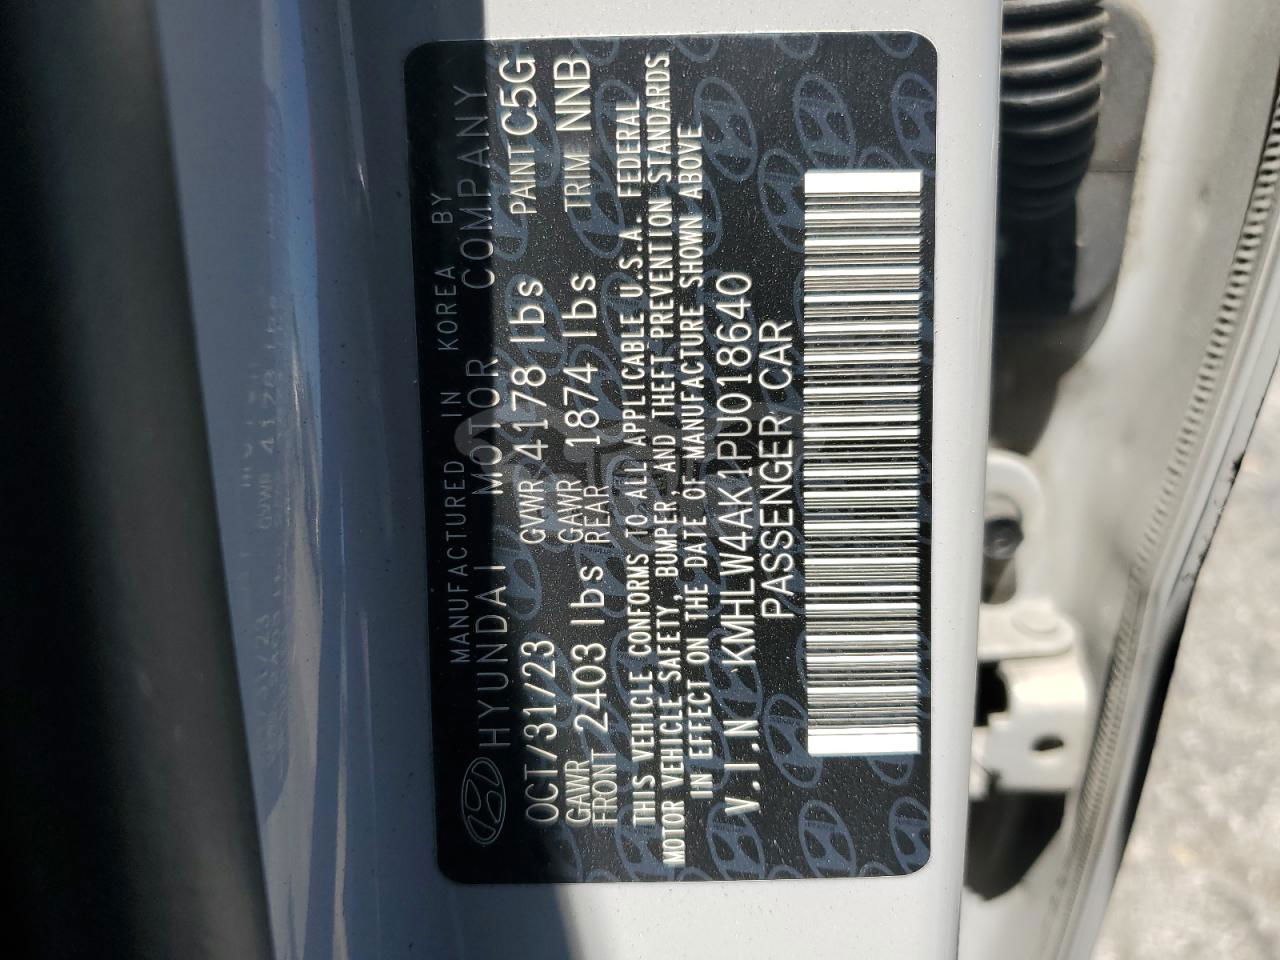 MANUFACTURED IN KOREA BY
HYUNDAI MOTOR COMPANY
OCT/31/23 GVWR 4178 lbs PAINT C5G
GAWR FRONT 2403 lbs GAWR REAR 1874 lbs TRIM NNB
THIS VEHICLE CONFORMS TO ALL APPLICABLE U.S.A. FEDERAL
MOTOR VEHICLE SAFETY, BUMPER, AND THEFT PREVENTION STANDARDS
IN EFFECT ON THE DATE OF MANUFACTURE SHOWN ABOVE
V.I.N KMHLW4AK1PU018640
PASSENGER CAR